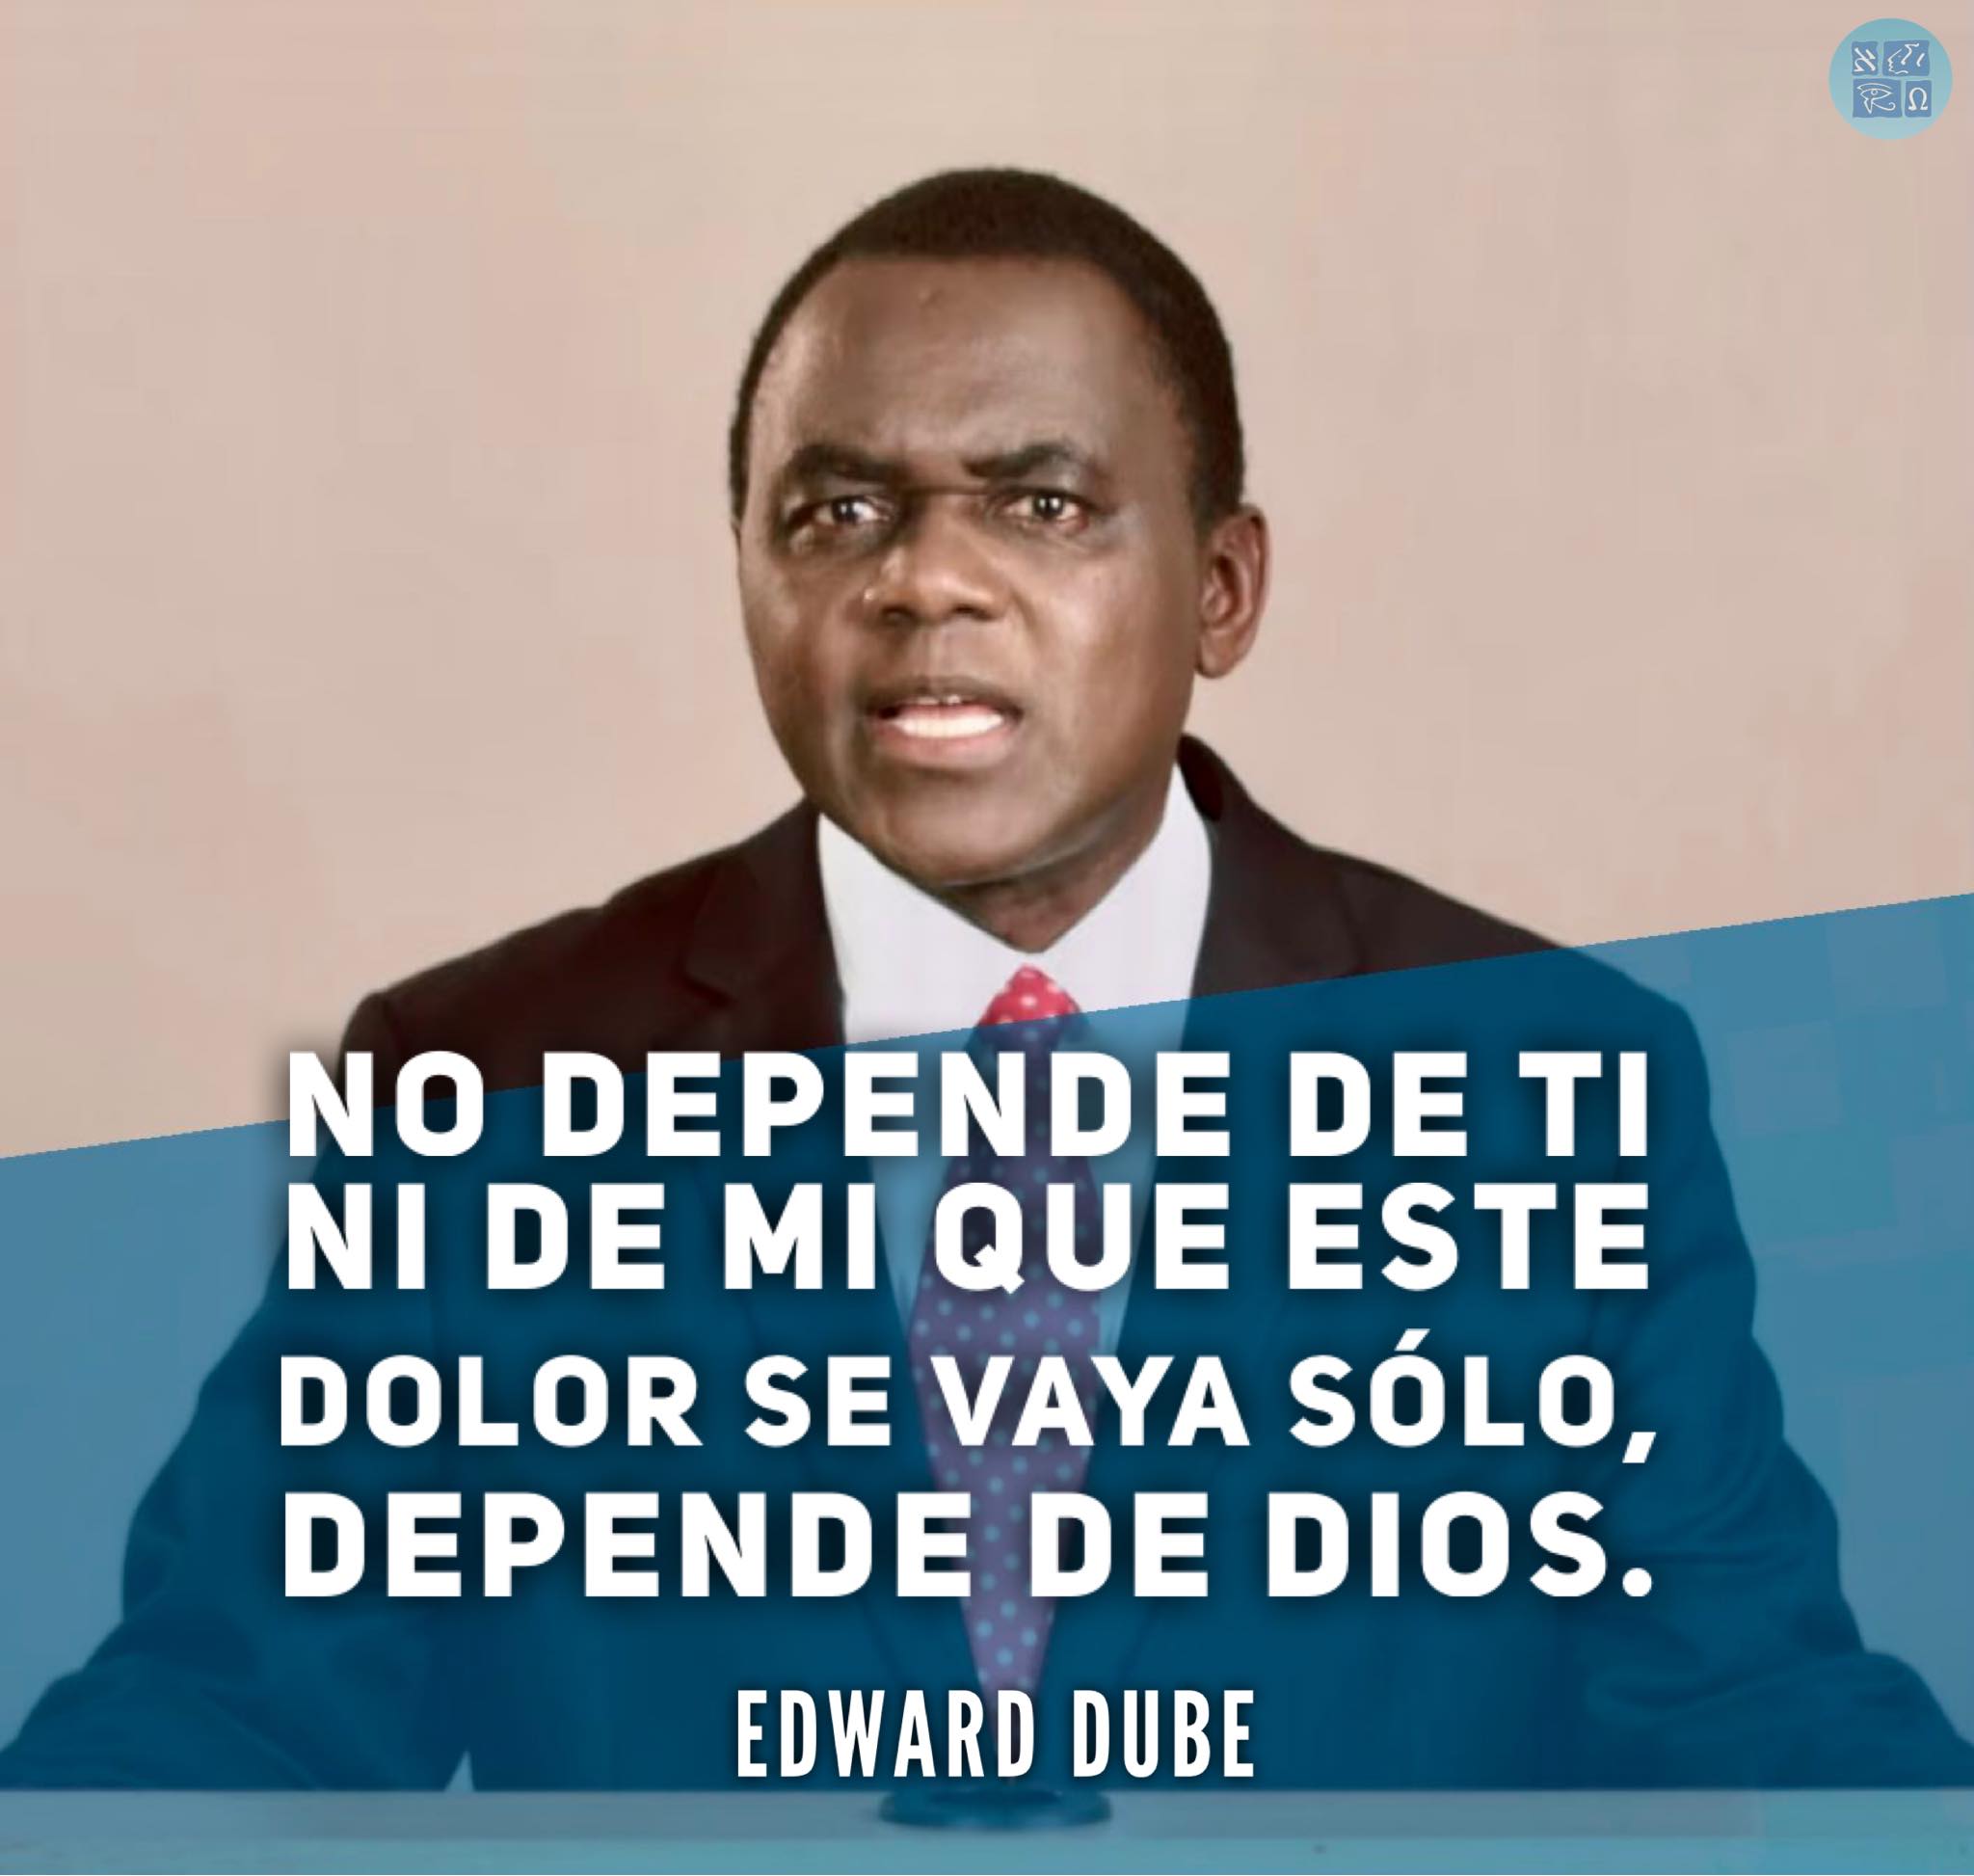 NO DEPENDE DE TI
NI DE MI QUE ESTE
DOLOR SE VAYA SÓLO,
DEPENDE DE DIOS.
EDWARD DUBE